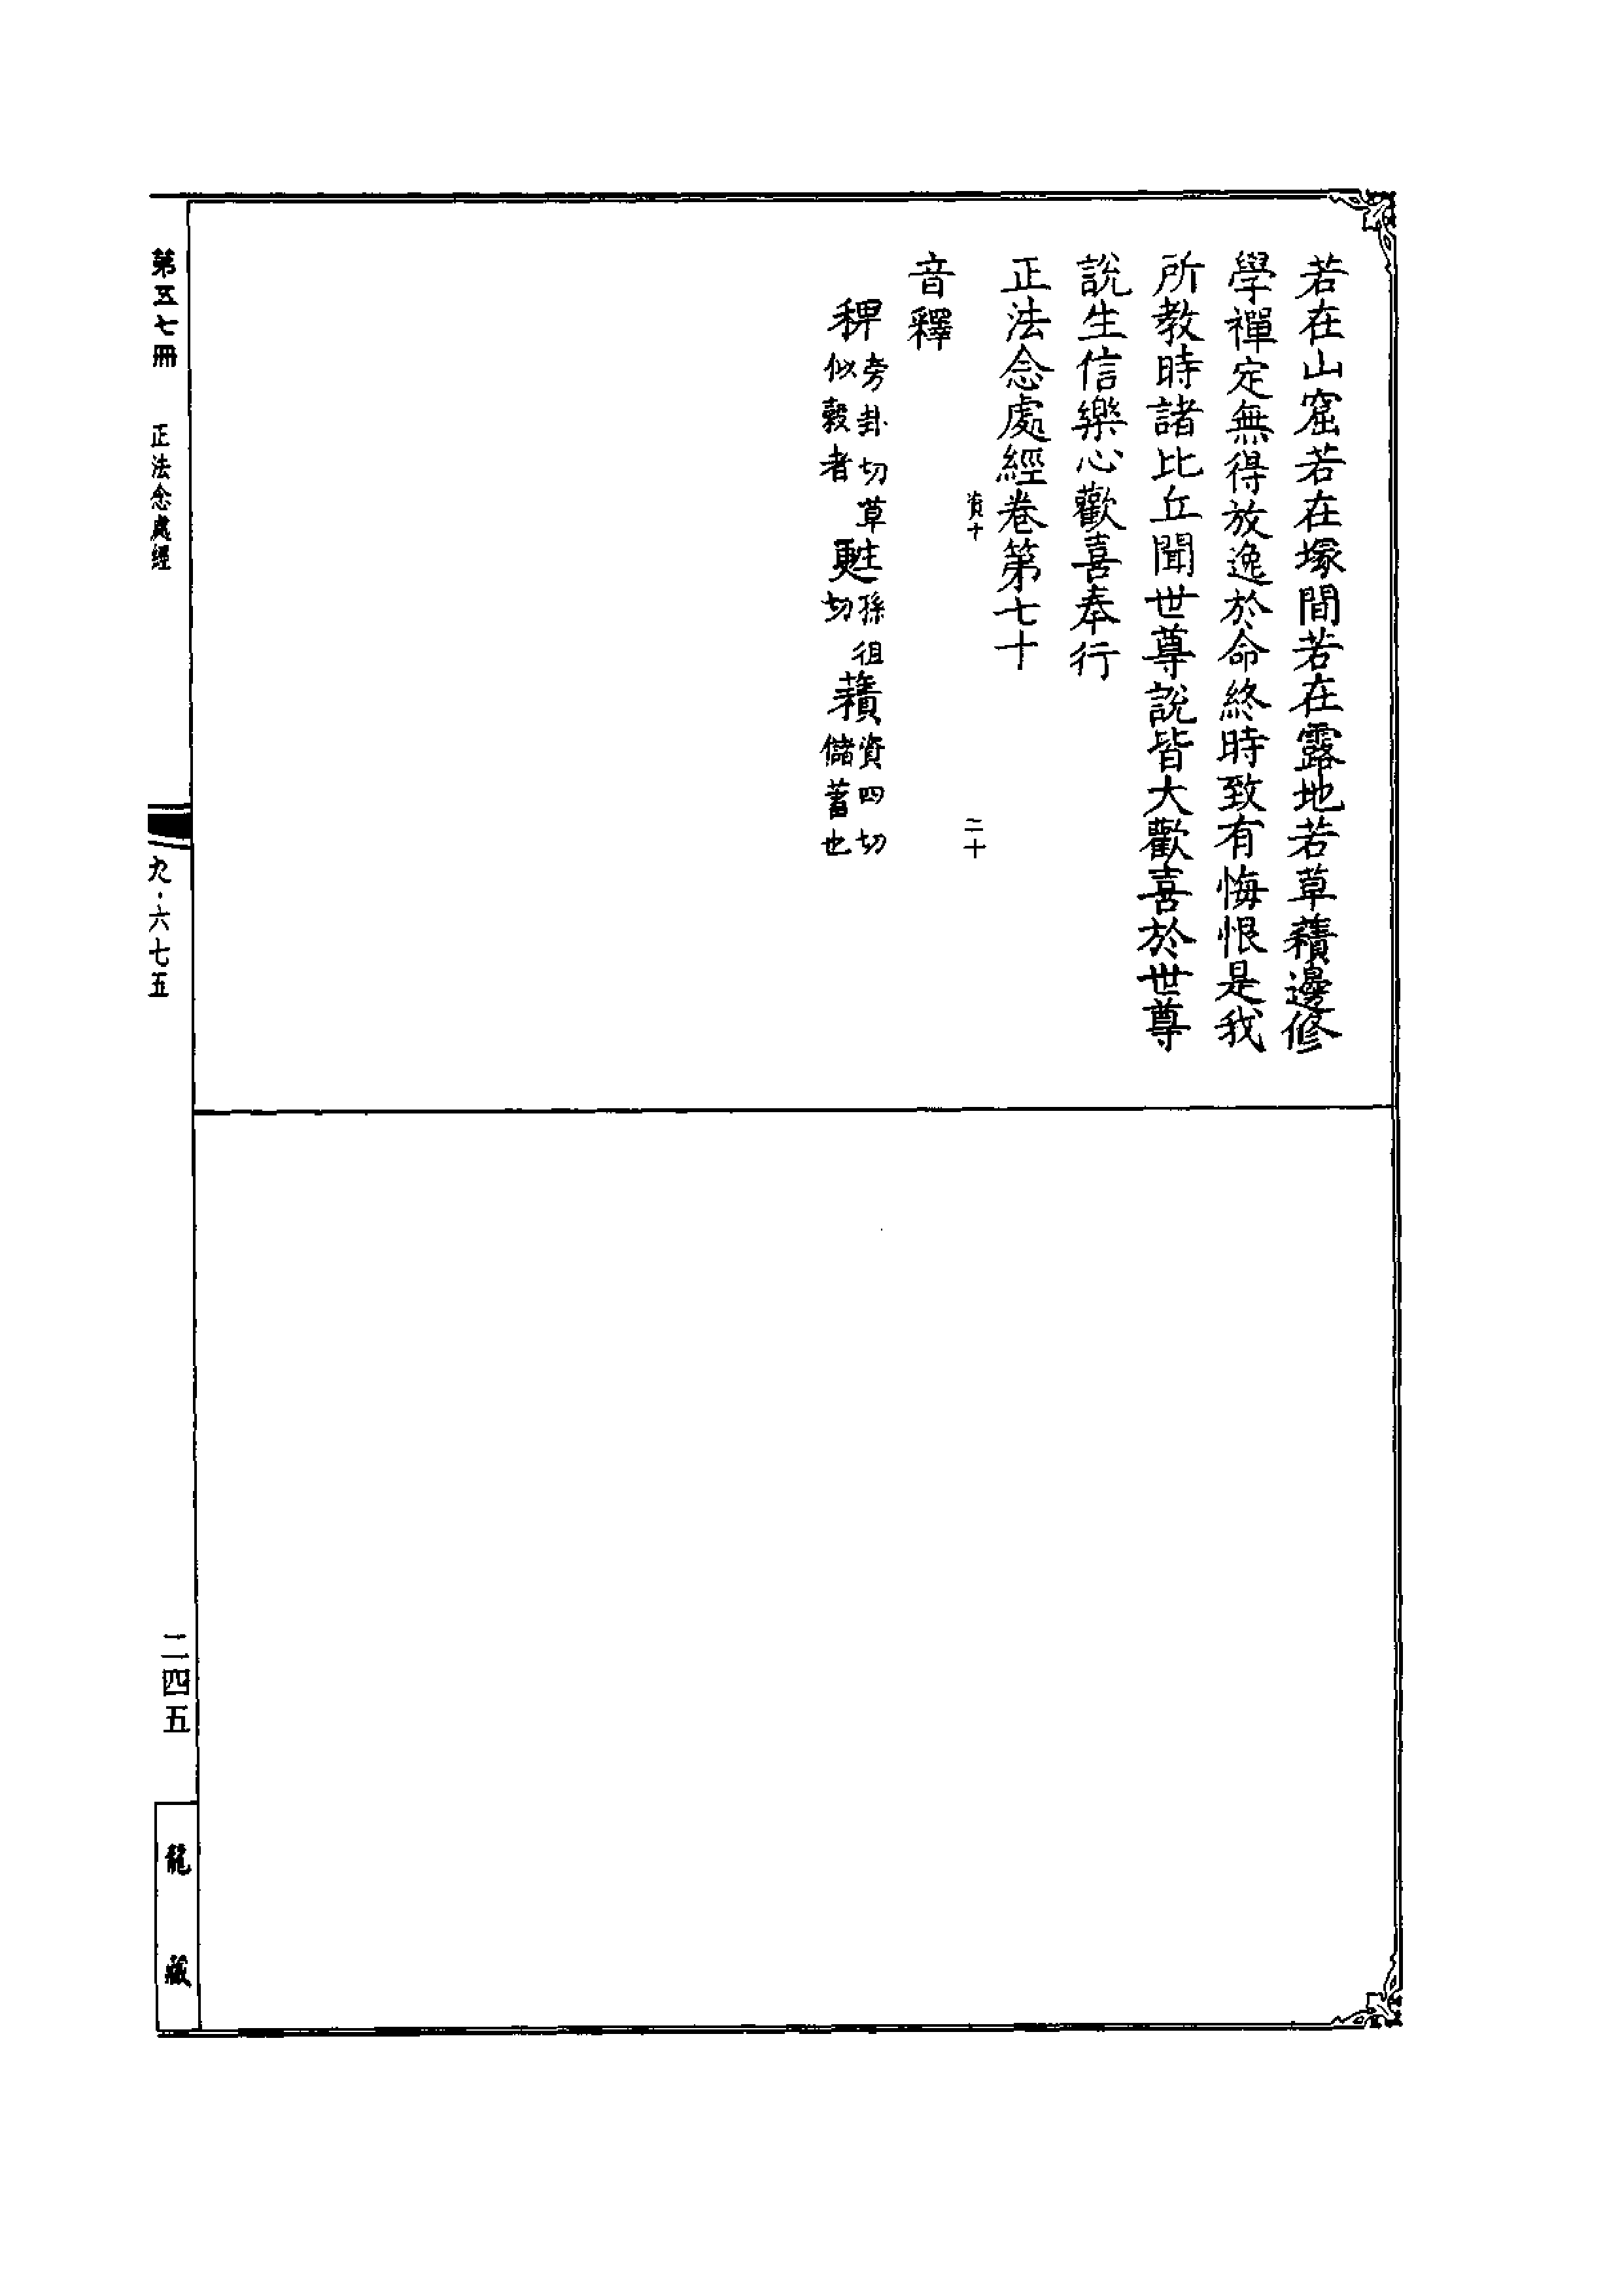 若在山窟若在塚間若在露地若草䕆邊修
學禪定無得放逸於命終時致有悔恨是我
所教時諸比丘聞世尊說皆大歡喜於世尊
說生信樂心歡喜奉行
正法念處經卷第七十
資十 二十
音釋
稗旁卦切草似穀者 甦孫徂切 䕆資四切儲蓄也
第五七冊 正法念處經 九·六七五 二四五 龍藏